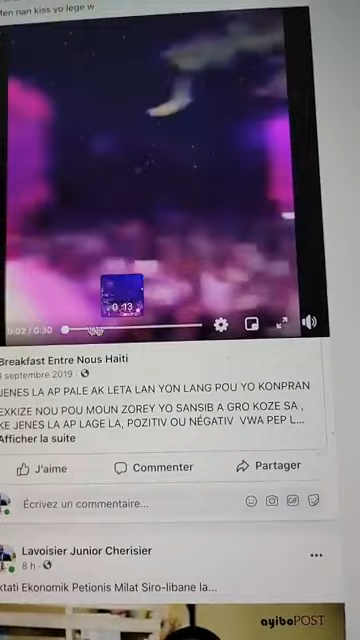 nan kiss yo lege w
0:13
0:02 / 0:30
Breakfast Entre Nous Haiti
septembre 2019 ·
JENES LA AP PALE AK LETA LAN YON LANG POU YO KONPRAN
EXKIZE NOU POU MOUN ZOREY YO SANSIB A GRO KOZE SA ,
KE JENES LA AP LAGE LA, POZITIV OU NÉGATIV VWA PEP L...
Afficher la suite
J'aime
Commenter
Partager
Écrivez un commentaire...
GIF
Lavoisier Junior Cherisier
8 h ·
Ekonomik Petionis Milat Siro-libane la...
ayiboPOST